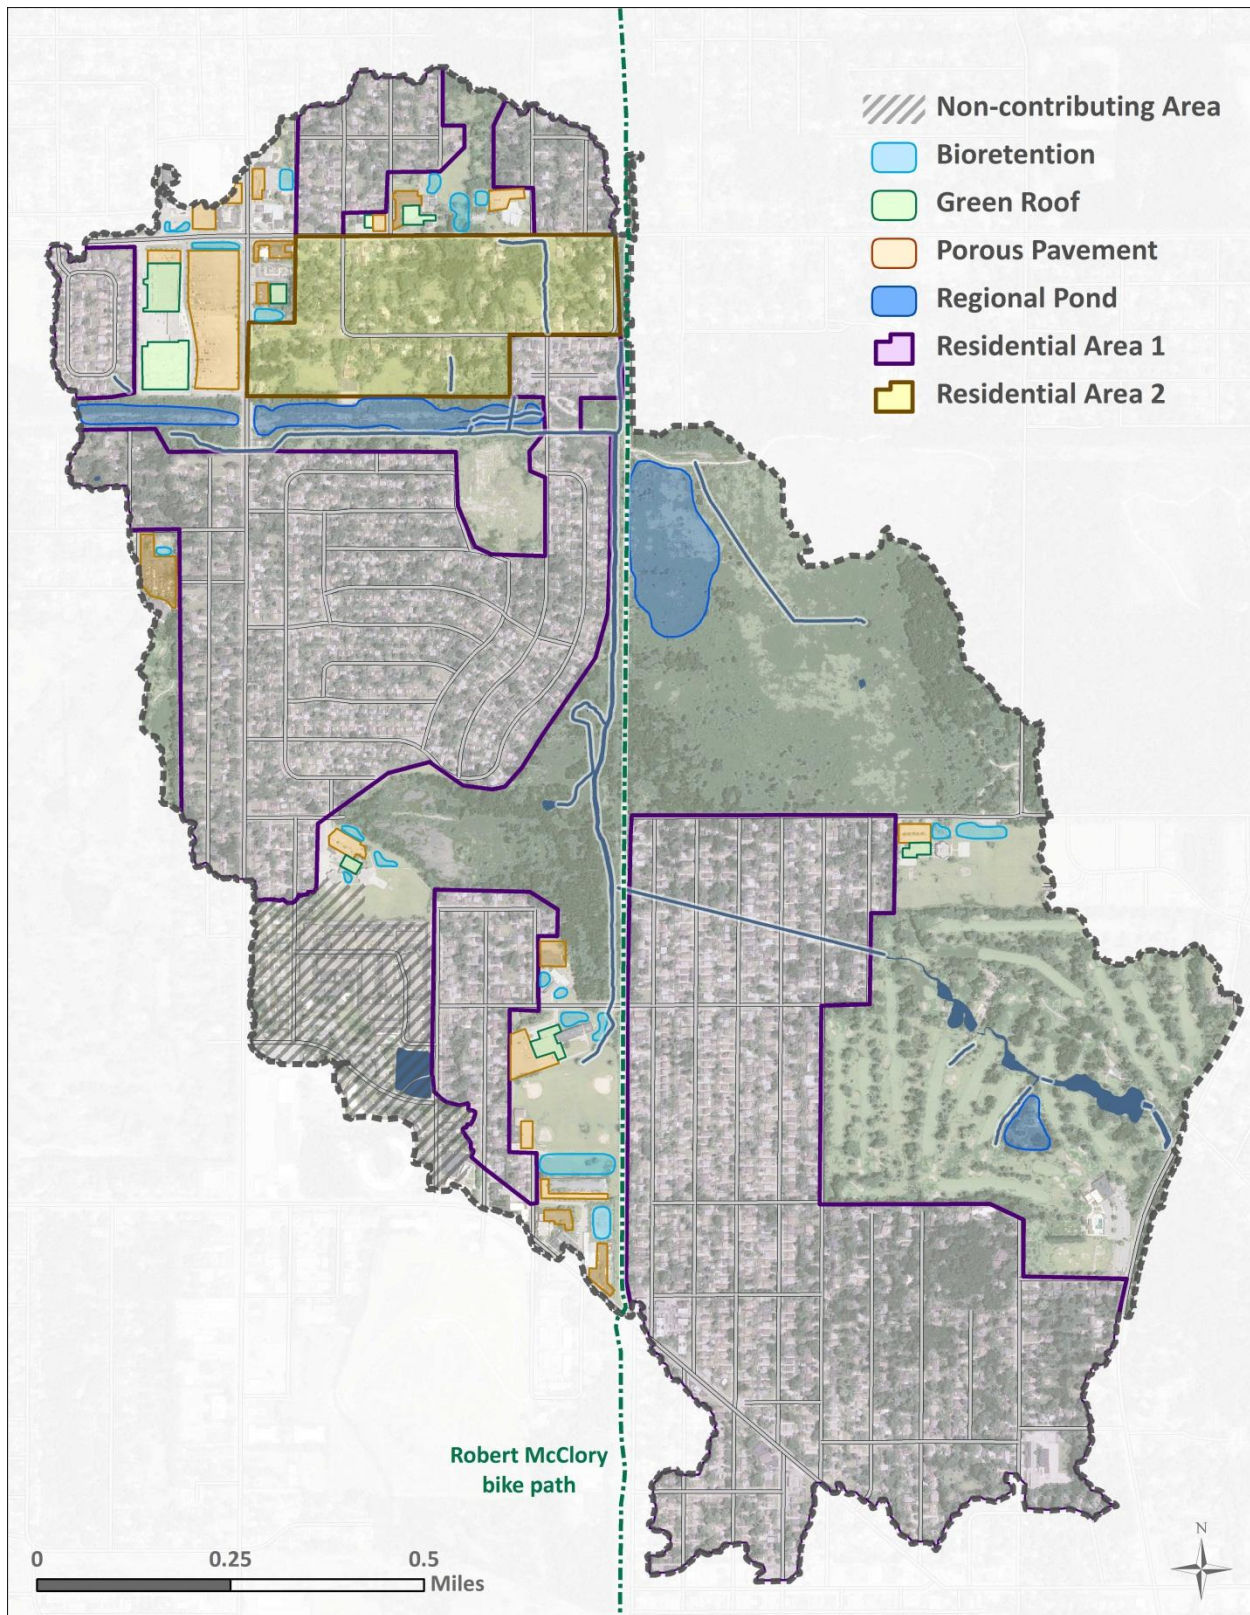 Non-contributing Area
Bioretention
Green Roof
Porous Pavement
Regional Pond
Residential Area 1
Residential Area 2
Robert McClory
bike path
N
0 0.25 0.5
Miles